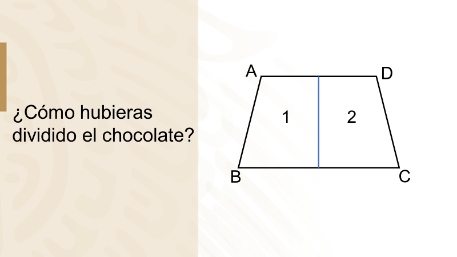 ¿Cómo hubieras
dividido el chocolate?
A
D
1
2
B
C